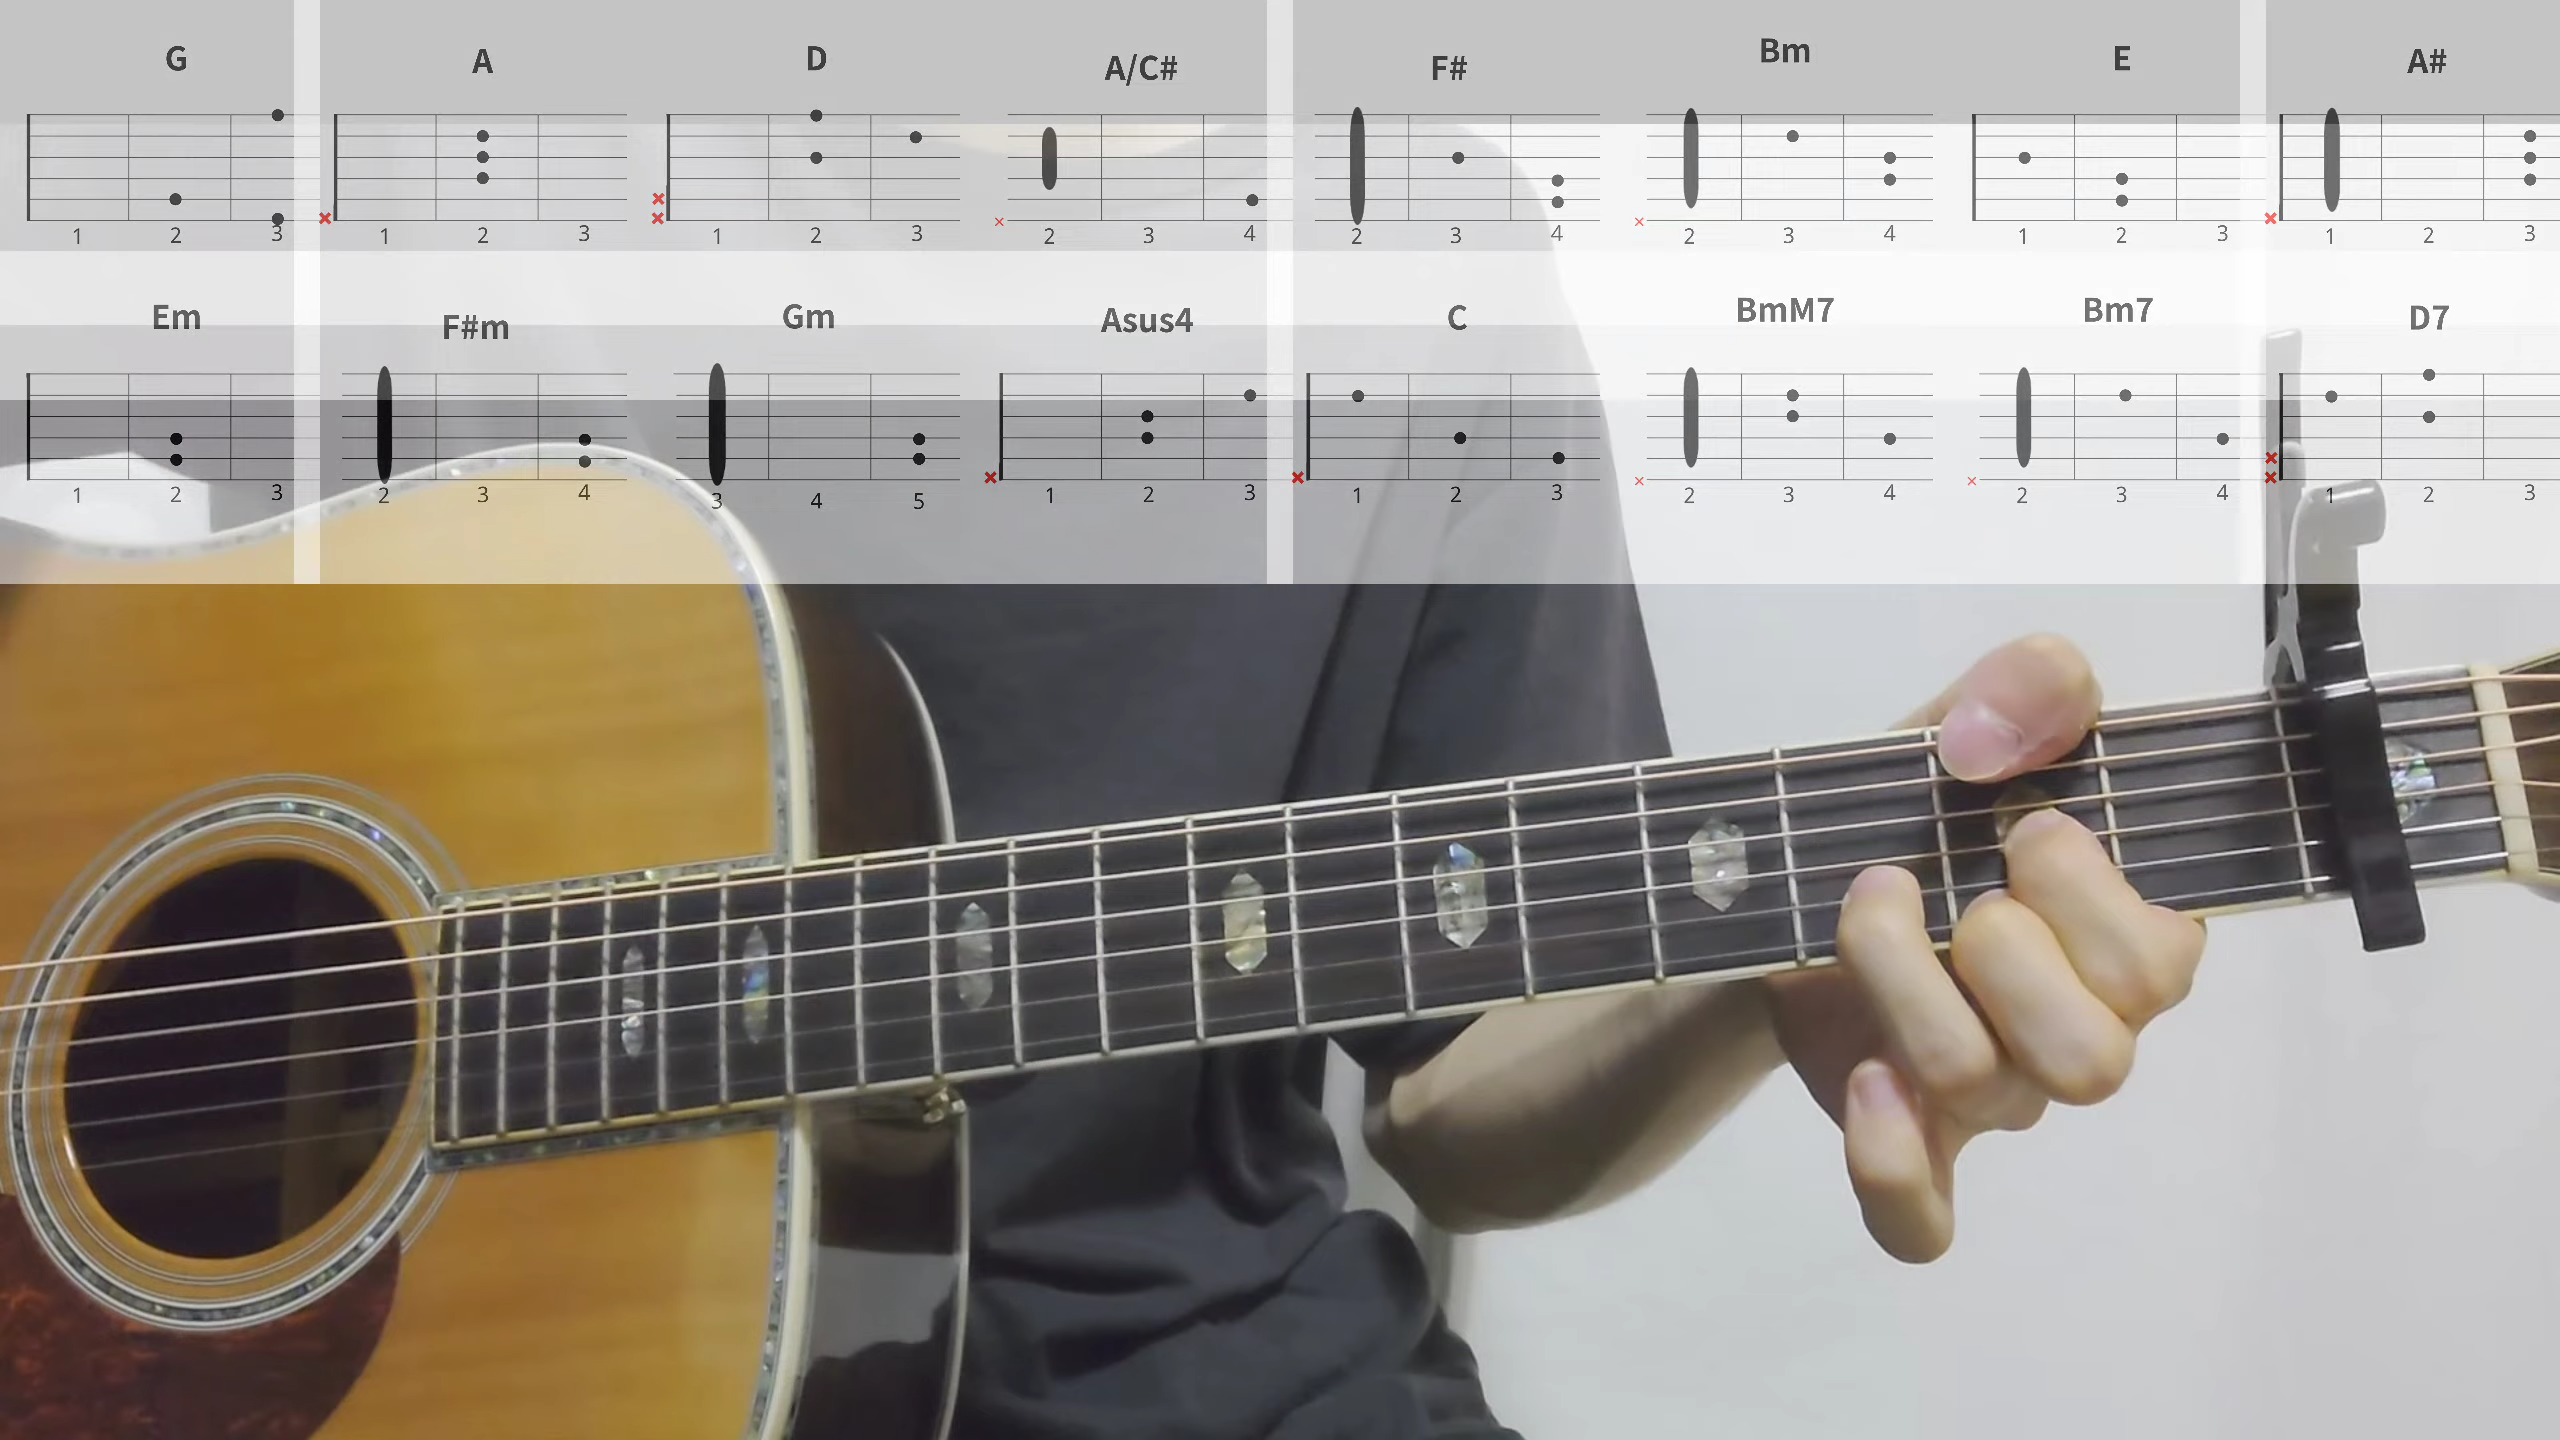 G A D A/C# F# Bm E A#
× × × × × × ×
1 2 3 1 2 3 1 2 3 2 3 4 2 3 4 2 3 4 1 2 3 1 2 3
Em F#m Gm Asus4 C BmM7 Bm7 D7
× × × × × ×
1 2 3 2 3 4 3 4 5 1 2 3 1 2 3 2 3 4 2 3 4 1 2 3